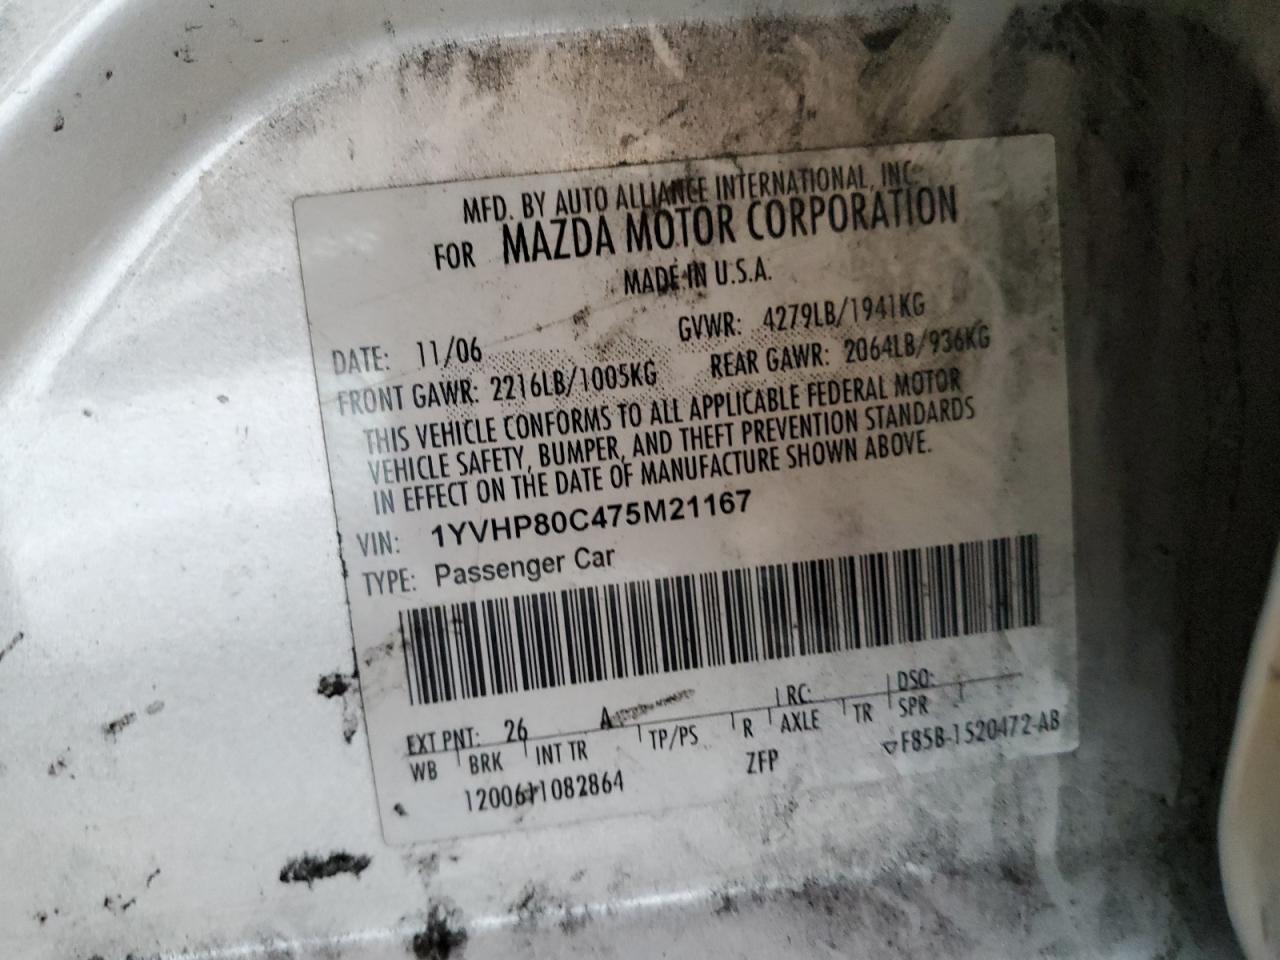 MFD. BY AUTO ALLIANCE INTERNATIONAL, INC.
FOR MAZDA MOTOR CORPORATION
MADE IN U.S.A.
DATE: 11/06 GVWR: 4279LB/1941KG
FRONT GAWR: 2216LB/1005KG REAR GAWR: 2064LB/936KG
THIS VEHICLE CONFORMS TO ALL APPLICABLE FEDERAL MOTOR
VEHICLE SAFETY, BUMPER, AND THEFT PREVENTION STANDARDS
IN EFFECT ON THE DATE OF MANUFACTURE SHOWN ABOVE.
VIN: 1YVHP80C475M21167
TYPE: Passenger Car
EXT PNT: 26 A RC: DSO:
WB BRK INT TR TP/PS R AXLE TR SPR
1200611082864 ZFP ▽F85B-1520472-AB